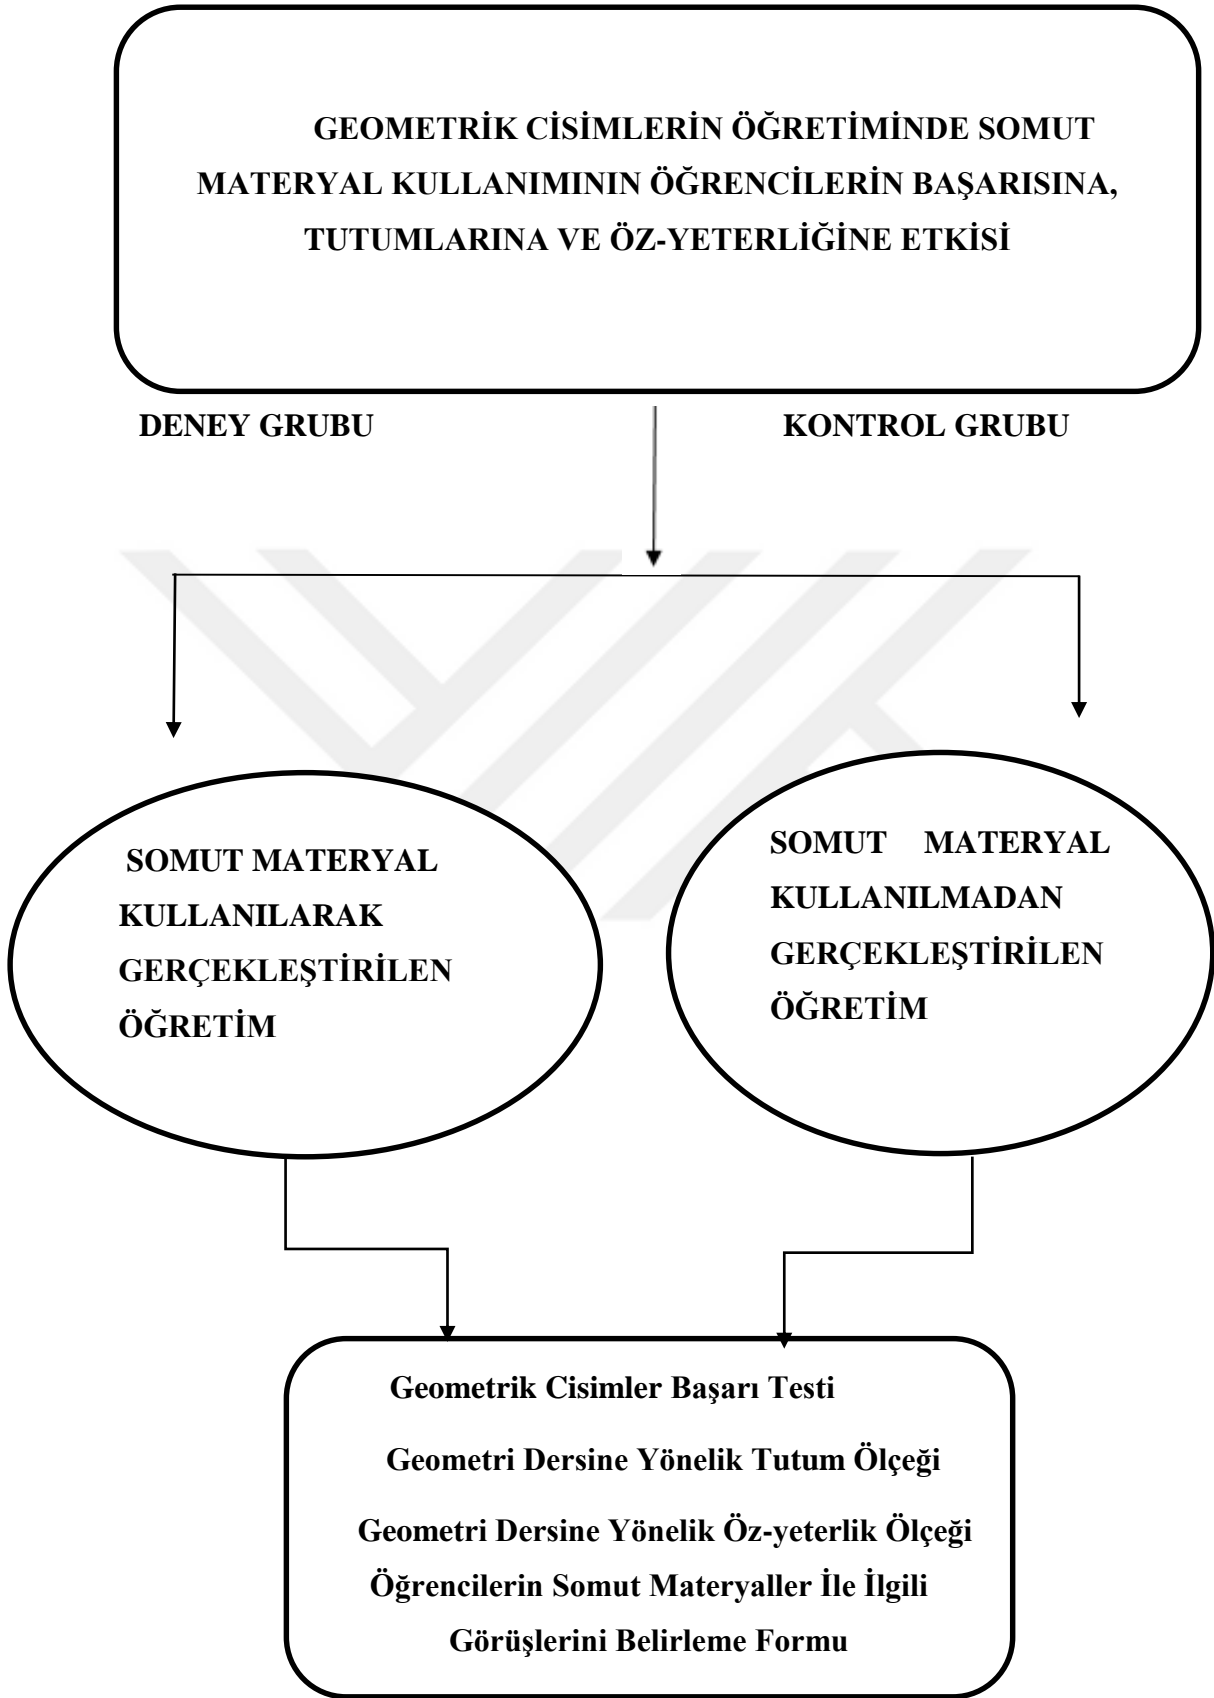 GEOMETRİK CİSİMLERİN ÖĞRETİMİNDE SOMUT
MATERYAL KULLANIMININ ÖĞRENCİLERİN BAŞARISINA,
TUTUMLARINA VE ÖZ-YETERLİĞİNE ETKİSİ
DENEY GRUBU
KONTROL GRUBU
SOMUT MATERYAL
KULLANILARAK
GERÇEKLEŞTİRİLEN
ÖĞRETİM
SOMUT MATERYAL
KULLANILMADAN
GERÇEKLEŞTİRİLEN
ÖĞRETİM
Geometrik Cisimler Başarı Testi
Geometri Dersine Yönelik Tutum Ölçeği
Geometri Dersine Yönelik Öz-yeterlik Ölçeği
Öğrencilerin Somut Materyaller İle İlgili
Görüşlerini Belirleme Formu